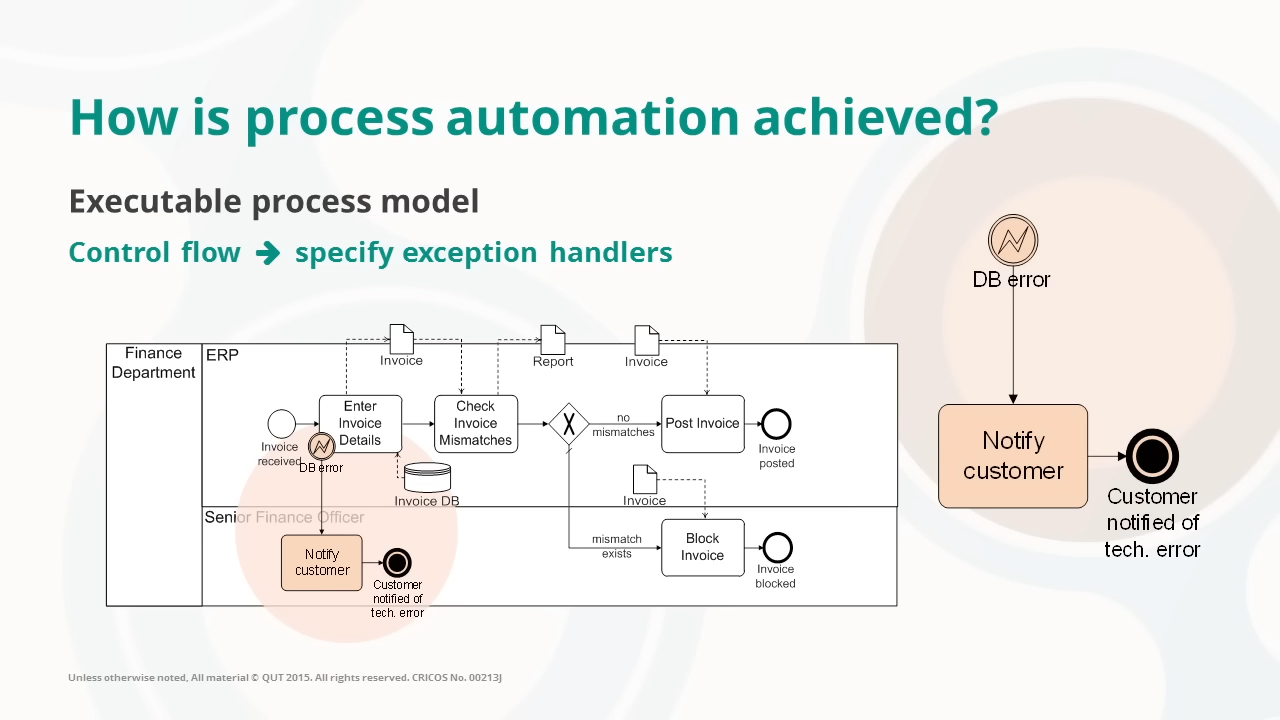 How is process automation achieved?
Executable process model
Control flow → specify exception handlers
DB error
Notify
customer
Customer
notified of
tech. error
Finance
Department
ERP
Invoice
Report
Invoice
Invoice
received
Enter
Invoice
Details
DB error
Check
Invoice
Mismatches
no
mismatches
Post Invoice
Invoice
posted
Invoice DB
Invoice
Senior Finance Officer
Notify
customer
Customer
notified of
tech. error
mismatch
exists
Block
Invoice
Invoice
blocked
Unless otherwise noted, All material © QUT 2015. All rights reserved. CRICOS No. 00213J